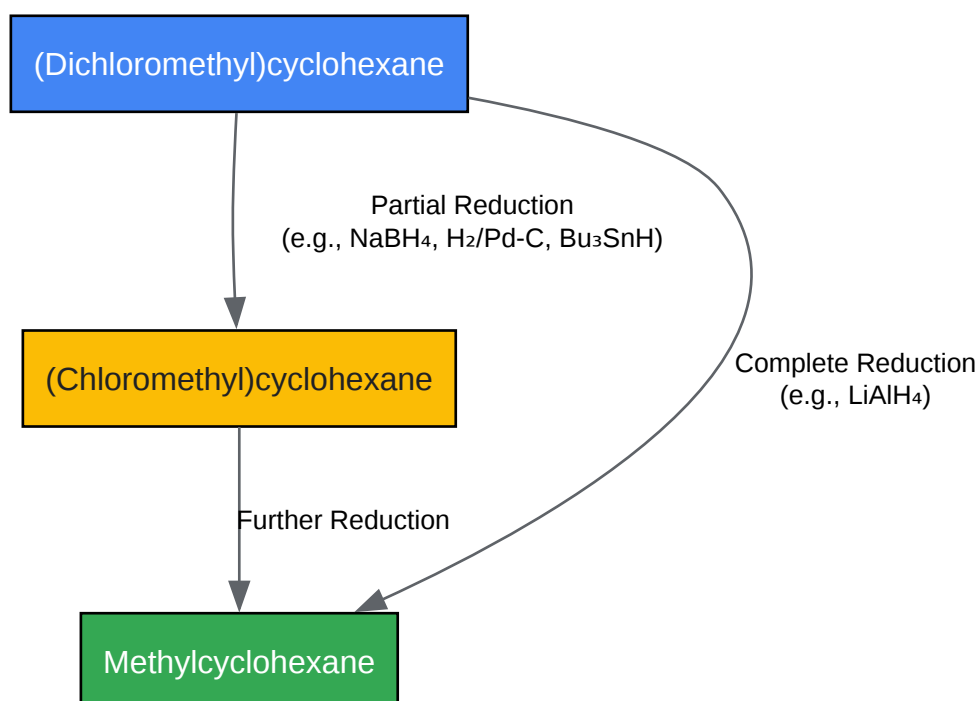 (Dichloromethyl)cyclohexane
Partial Reduction
(e.g., NaBH₄, H₂/Pd-C, Bu₃SnH)
(Chloromethyl)cyclohexane
Complete Reduction
(e.g., LiAlH₄)
Further Reduction
Methylcyclohexane